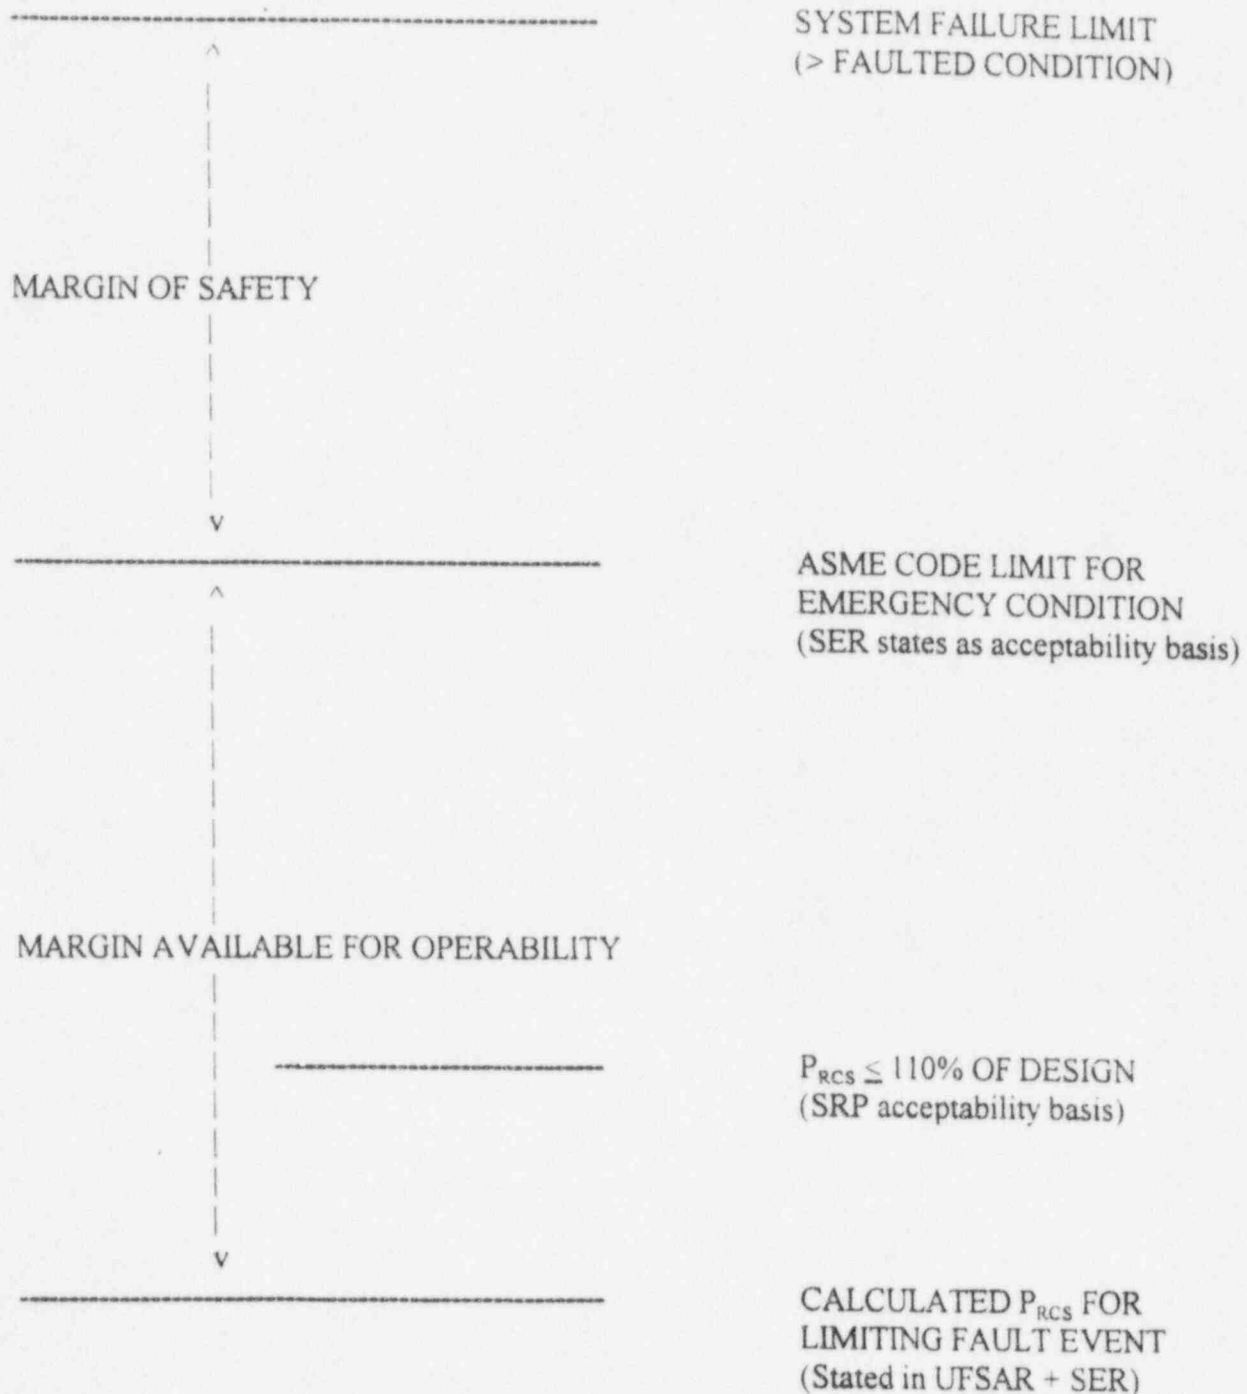 SYSTEM FAILURE LIMIT
(> FAULTED CONDITION)
MARGIN OF SAFETY
ASME CODE LIMIT FOR
EMERGENCY CONDITION
(SER states as acceptability basis)
MARGIN AVAILABLE FOR OPERABILITY
P_RCS ≤ 110% OF DESIGN
(SRP acceptability basis)
CALCULATED P_RCS FOR
LIMITING FAULT EVENT
(Stated in UFSAR + SER)